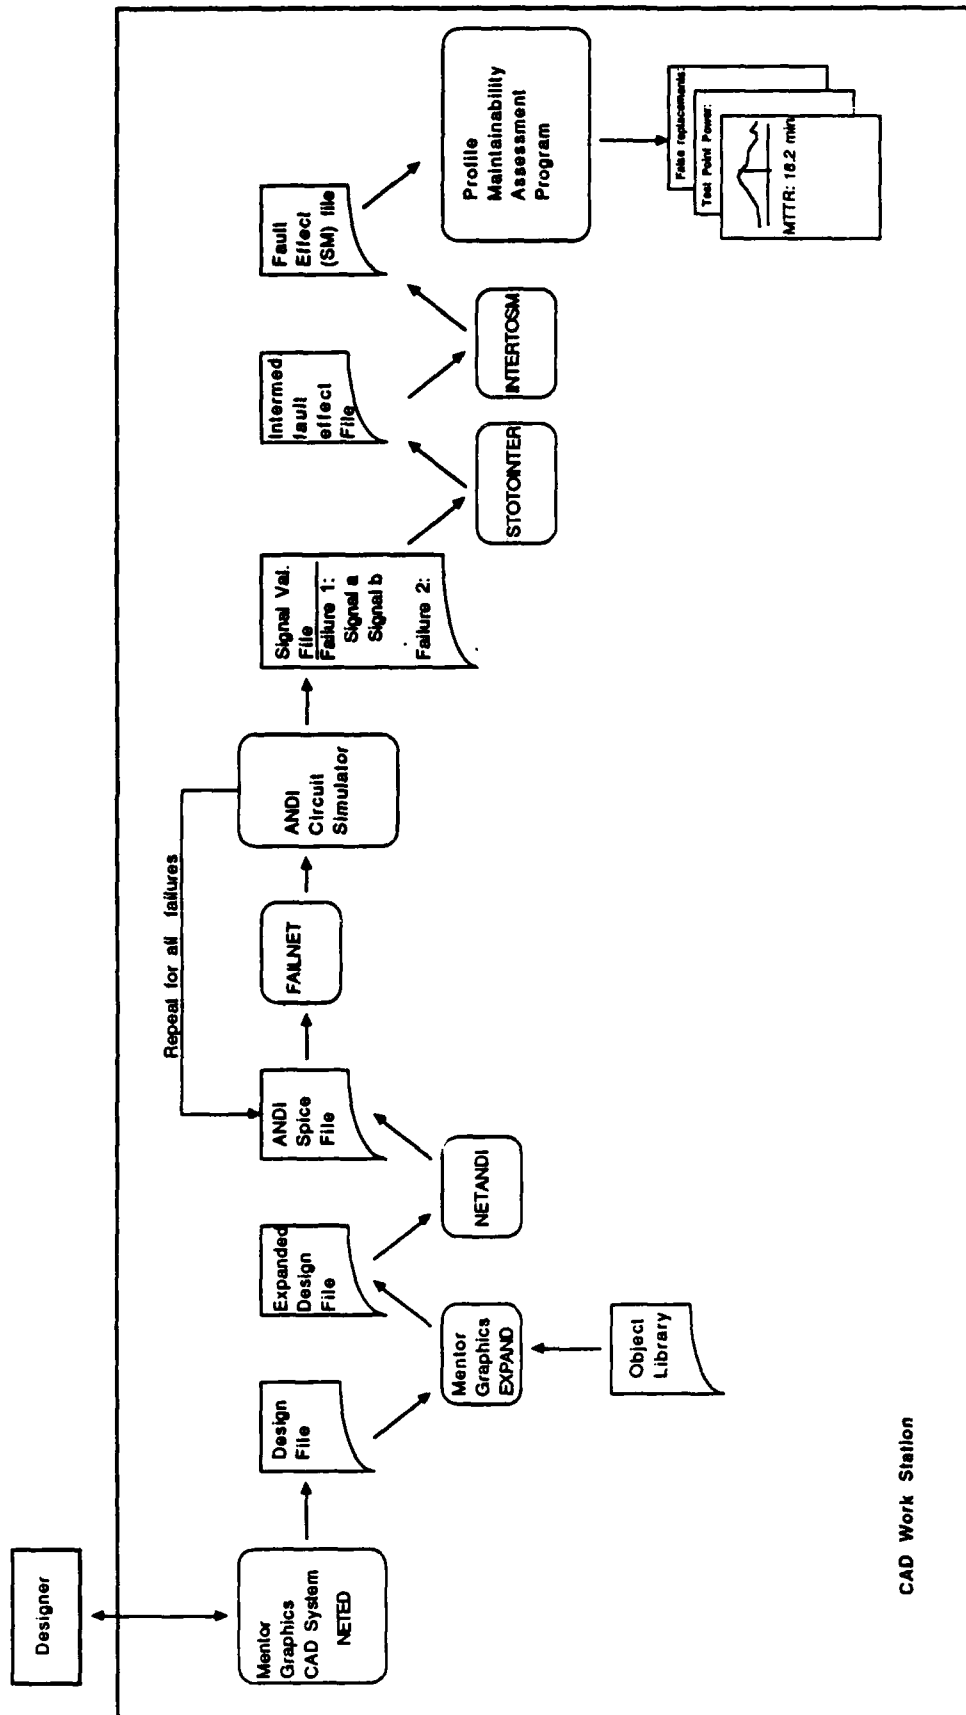 Designer
Mentor
Graphics
CAD System
NETED
Design
File
Mentor
Graphics
EXPAND
Object
Library
Expanded
Design
File
NETANDI
ANDI
Spice
File
Repeat for all failures
FAILNET
ANDI
Circuit
Simulator
Signal Val.
File
Failure 1:
Signal a
Signal b
Failure 2:
STOTOINTER
Intermed
fault
effect
File
INTERTOSM
Fault
Effect
(SM) file
Profile
Maintainability
Assessment
Program
False replacements:
Test Point Power:
MTTR: 16.2 min
CAD Work Station